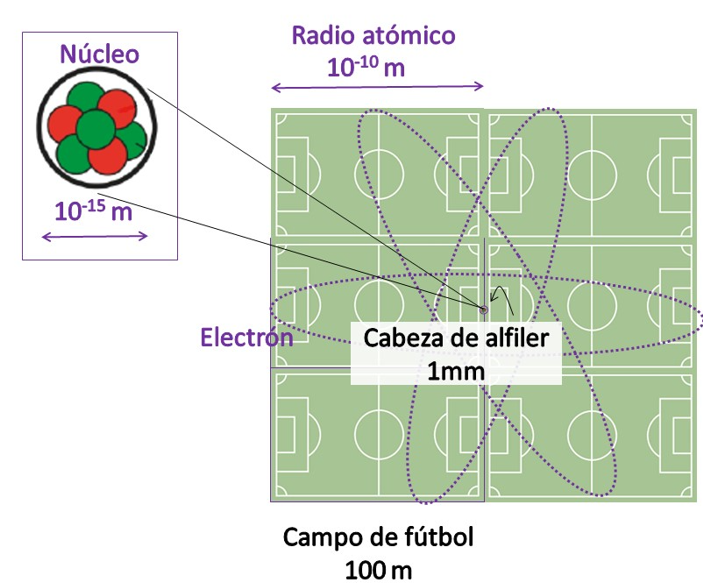 Núcleo
10⁻¹⁵ m
Radio atómico
10⁻¹⁰ m
Electrón
Cabeza de alfiler
1mm
Campo de fútbol
100 m